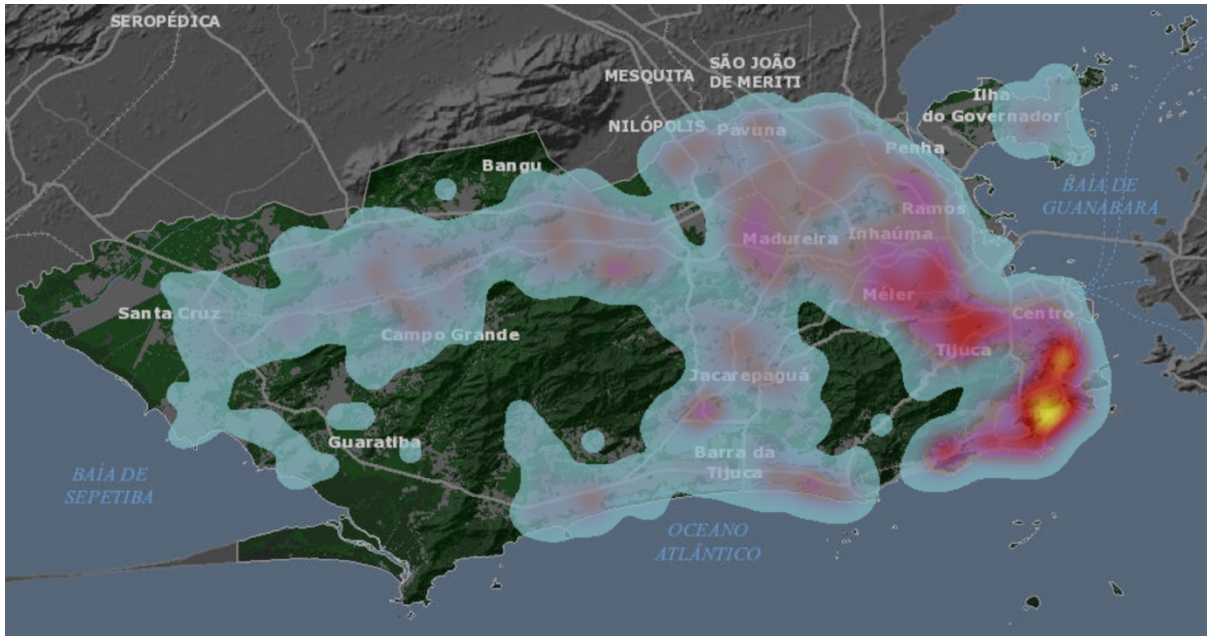 SEROPÉDICA
SÃO JOÃO
DE MERITI
MESQUITA
Ilha
do Governador
NILÓPOLIS
Pavuna
Penha
Bangu
BAÍA DE
GUANABARA
Ramos
Madureira
Inhaúma
Méier
Santa Cruz
Centro
Campo Grande
Tijuca
Jacarepaguá
Guaratiba
Barra da
Tijuca
BAÍA DE
SEPETIBA
OCEANO
ATLÂNTICO